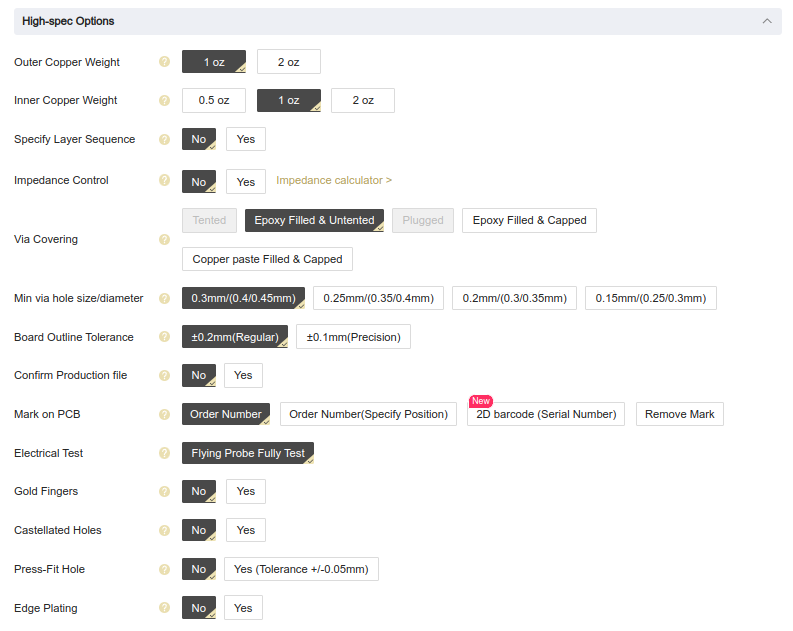 High-spec Options
Outer Copper Weight ? 1 oz 2 oz
Inner Copper Weight ? 0.5 oz 1 oz 2 oz
Specify Layer Sequence ? No Yes
Impedance Control ? No Yes Impedance calculator >
Tented Epoxy Filled & Untented Plugged Epoxy Filled & Capped
Via Covering ?
Copper paste Filled & Capped
Min via hole size/diameter ? 0.3mm/(0.4/0.45mm) 0.25mm/(0.35/0.4mm) 0.2mm/(0.3/0.35mm) 0.15mm/(0.25/0.3mm)
Board Outline Tolerance ? ±0.2mm(Regular) ±0.1mm(Precision)
Confirm Production file ? No Yes
New
Mark on PCB ? Order Number Order Number(Specify Position) 2D barcode (Serial Number) Remove Mark
Electrical Test ? Flying Probe Fully Test
Gold Fingers ? No Yes
Castellated Holes ? No Yes
Press-Fit Hole ? No Yes (Tolerance +/-0.05mm)
Edge Plating ? No Yes